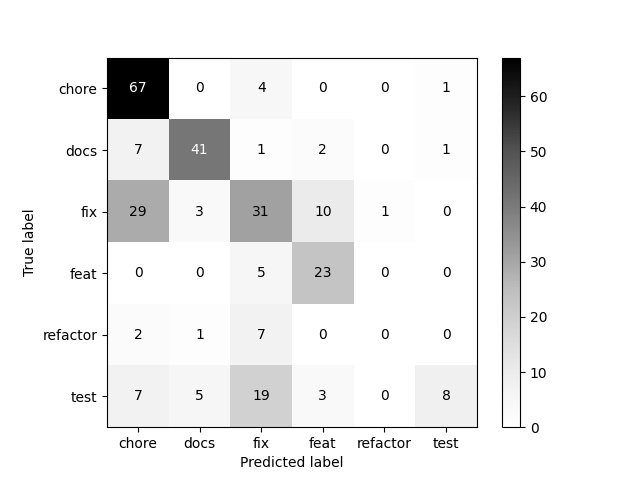 chore 67 0 4 0 0 1
docs 7 41 1 2 0 1
fix 29 3 31 10 1 0
feat 0 0 5 23 0 0
refactor 2 1 7 0 0 0
test 7 5 19 3 0 8
chore docs fix feat refactor test
Predicted label
True label
60
50
40
30
20
10
0